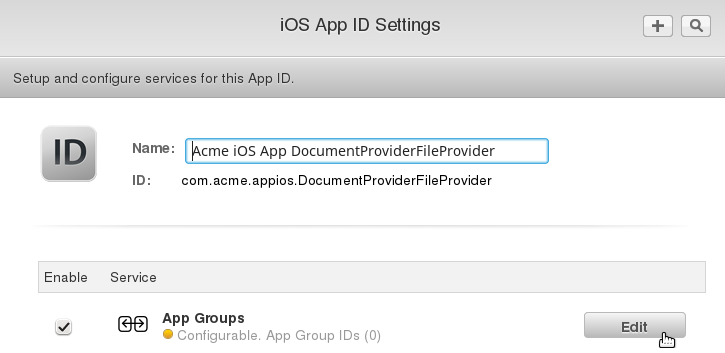 iOS App ID Settings
Setup and configure services for this App ID.
ID
Name: Acme iOS App DocumentProviderFileProvider
ID: com.acme.appios.DocumentProviderFileProvider
Enable Service
App Groups
Configurable. App Group IDs (0)
Edit